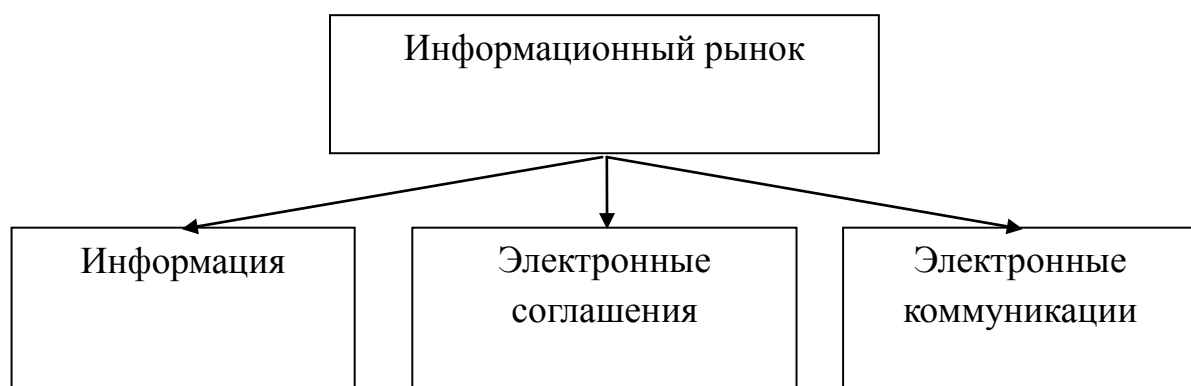 Информационный рынок
Информация
Электронные
соглашения
Электронные
коммуникации